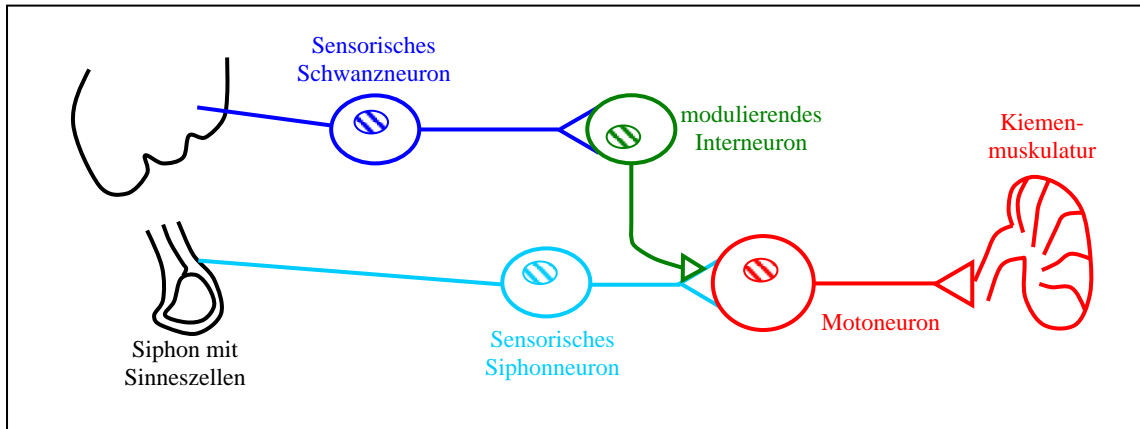 Sensorisches
Schwanzneuron
modulierendes
Interneuron
Kiemen-
muskulatur
Siphon mit
Sinneszellen
Sensorisches
Siphonneuron
Motoneuron